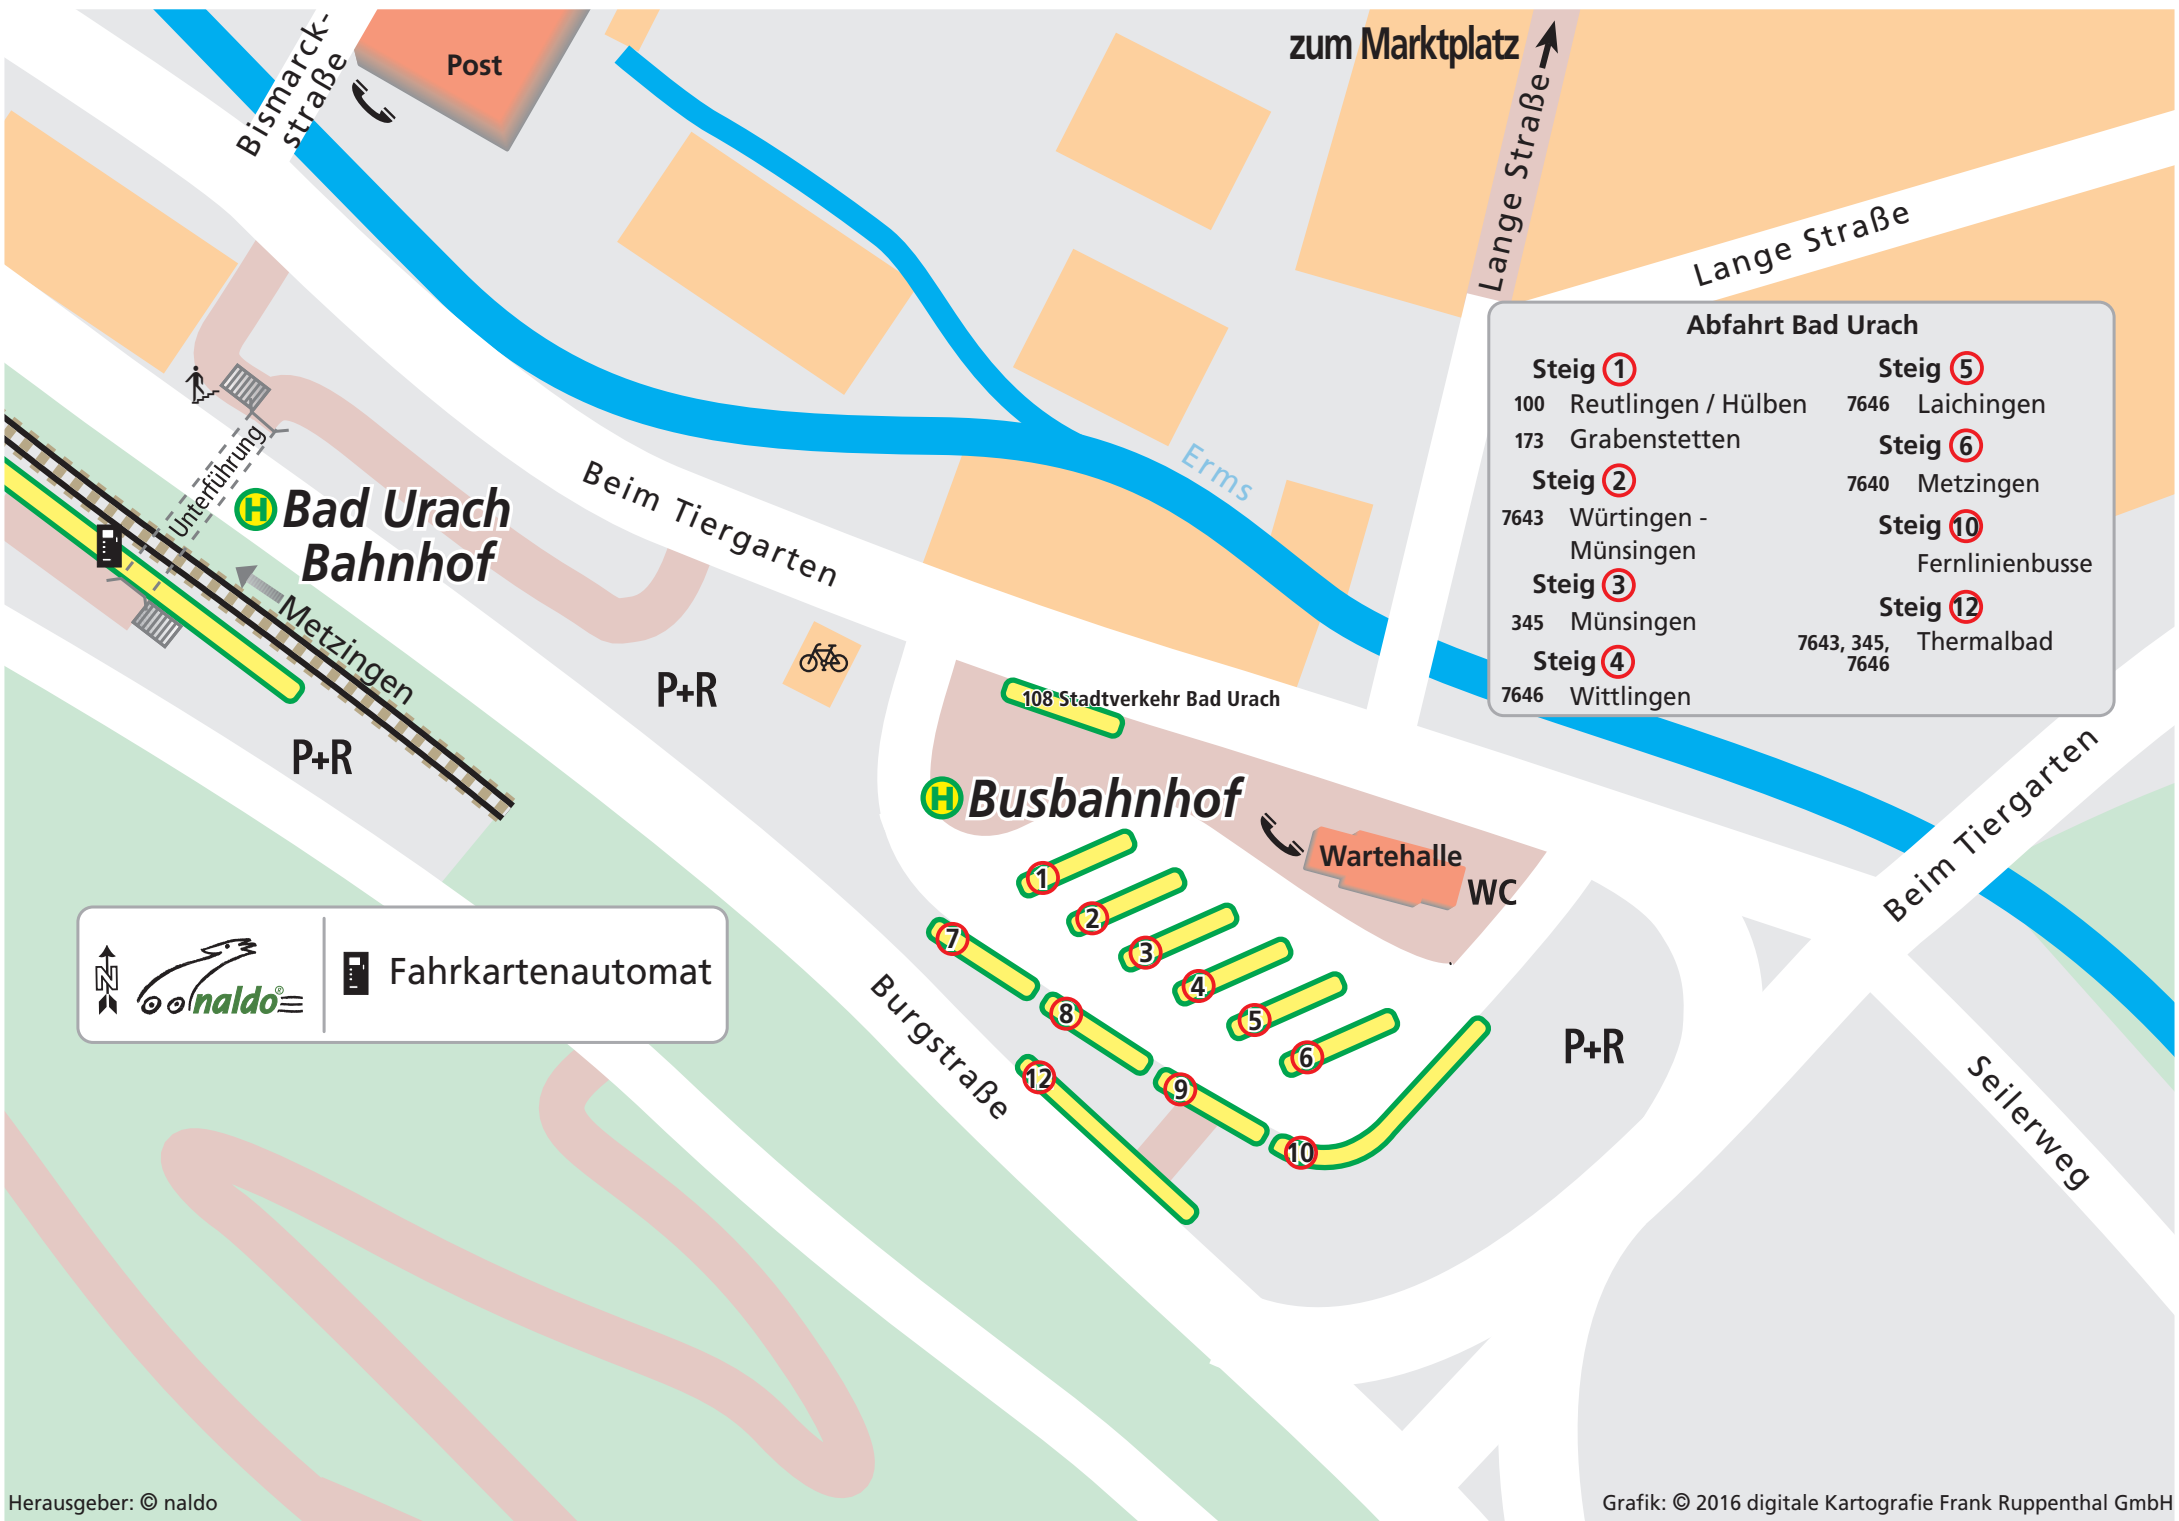 Bismarck-
straße
Post
zum Marktplatz
Lange Straße
Lange Straße
Abfahrt Bad Urach
Steig 1
100 Reutlingen / Hülben
173 Grabenstetten
Steig 2
7643 Würtingen -
Münsingen
Steig 3
345 Münsingen
Steig 4
7646 Wittlingen
Steig 5
7646 Laichingen
Steig 6
7640 Metzingen
Steig 10
Fernlinienbusse
Steig 12
7643, 345, Thermalbad
7646
Erms
Unterführung
H Bad Urach
Bahnhof
Beim Tiergarten
Metzingen
P+R
P+R
108 Stadtverkehr Bad Urach
H Busbahnhof
Wartehalle
WC
1
2
3
4
5
6
7
8
9
10
12
Beim Tiergarten
Burgstraße
P+R
Seilerweg
N
naldo®
Fahrkartenautomat
Herausgeber: © naldo
Grafik: © 2016 digitale Kartografie Frank Ruppenthal GmbH